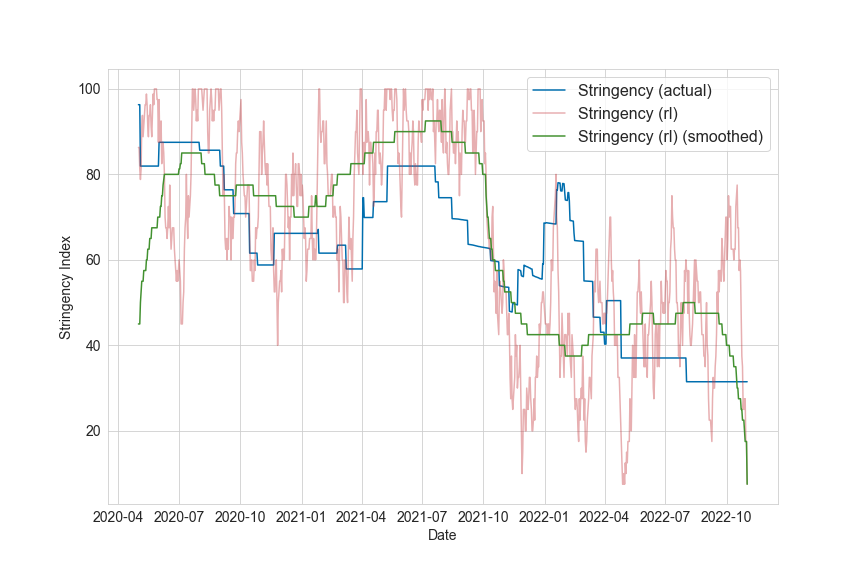 Stringency (actual)
Stringency (rl)
Stringency (rl) (smoothed)
100
80
60
40
20
Stringency Index
2020-04 2020-07 2020-10 2021-01 2021-04 2021-07 2021-10 2022-01 2022-04 2022-07 2022-10
Date